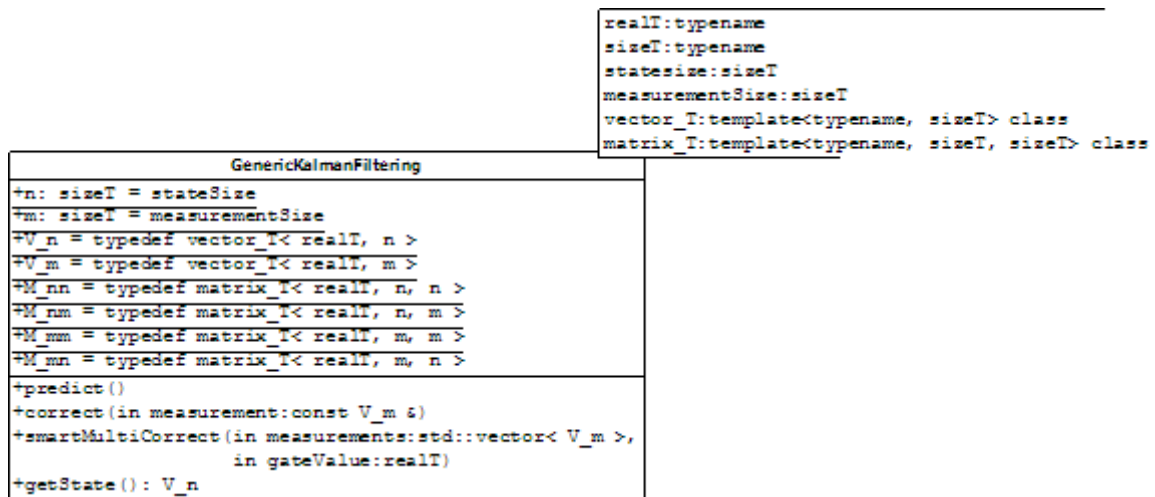 realT:typename
sizeT:typename
statesize:sizeT
measurementSize:sizeT
vector_T:template<typename, sizeT> class
matrix_T:template<typename, sizeT, sizeT> class
GenericKalmanFiltering
+n: sizeT = stateSize
+m: sizeT = measurementSize
+V_n = typedef vector_T< realT, n >
+V_m = typedef vector_T< realT, m >
+M_nn = typedef matrix_T< realT, n, n >
+M_nm = typedef matrix_T< realT, n, m >
+M_mm = typedef matrix_T< realT, m, m >
+M_mn = typedef matrix_T< realT, m, n >
+predict()
+correct(in measurement:const V_m &)
+smartMultiCorrect(in measurements:std::vector< V_m >,
in gateValue:realT)
+getState(): V_n